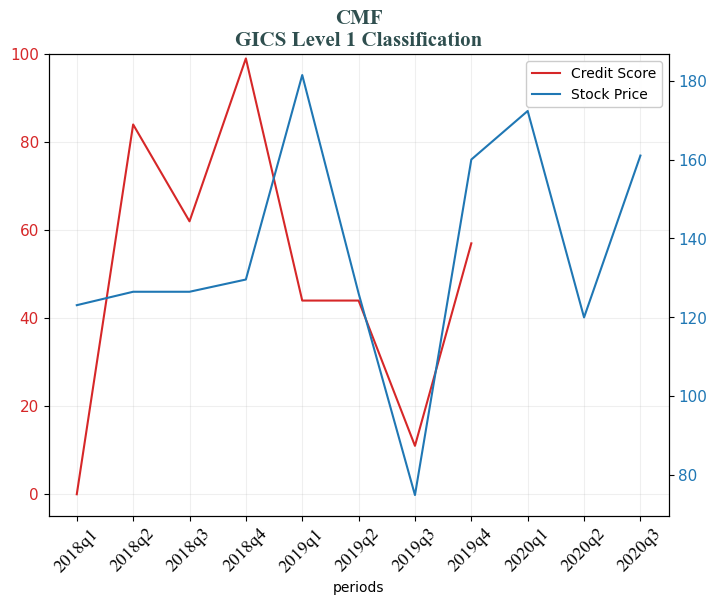 CMF
GICS Level 1 Classification
Credit Score
Stock Price
100
80
60
40
20
0
180
160
140
120
100
80
2018q1
2018q2
2018q3
2018q4
2019q1
2019q2
2019q3
2019q4
2020q1
2020q2
2020q3
periods